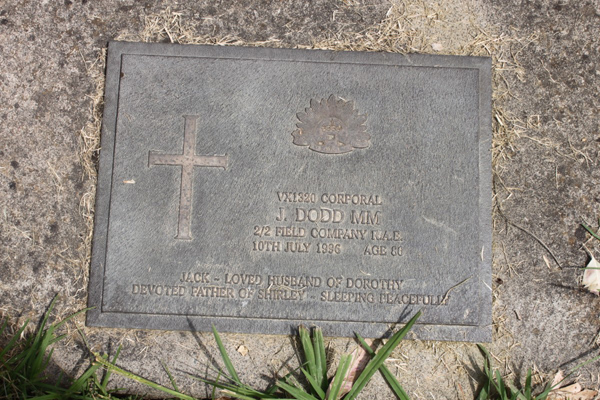 VX1320 CORPORAL
J. DODD MM
2/2 FIELD COMPANY R.A.E.
10TH JULY 1986 AGE 80
JACK - LOVED HUSBAND OF DOROTHY
DEVOTED FATHER OF SHIRLEY - SLEEPING PEACEFULLY